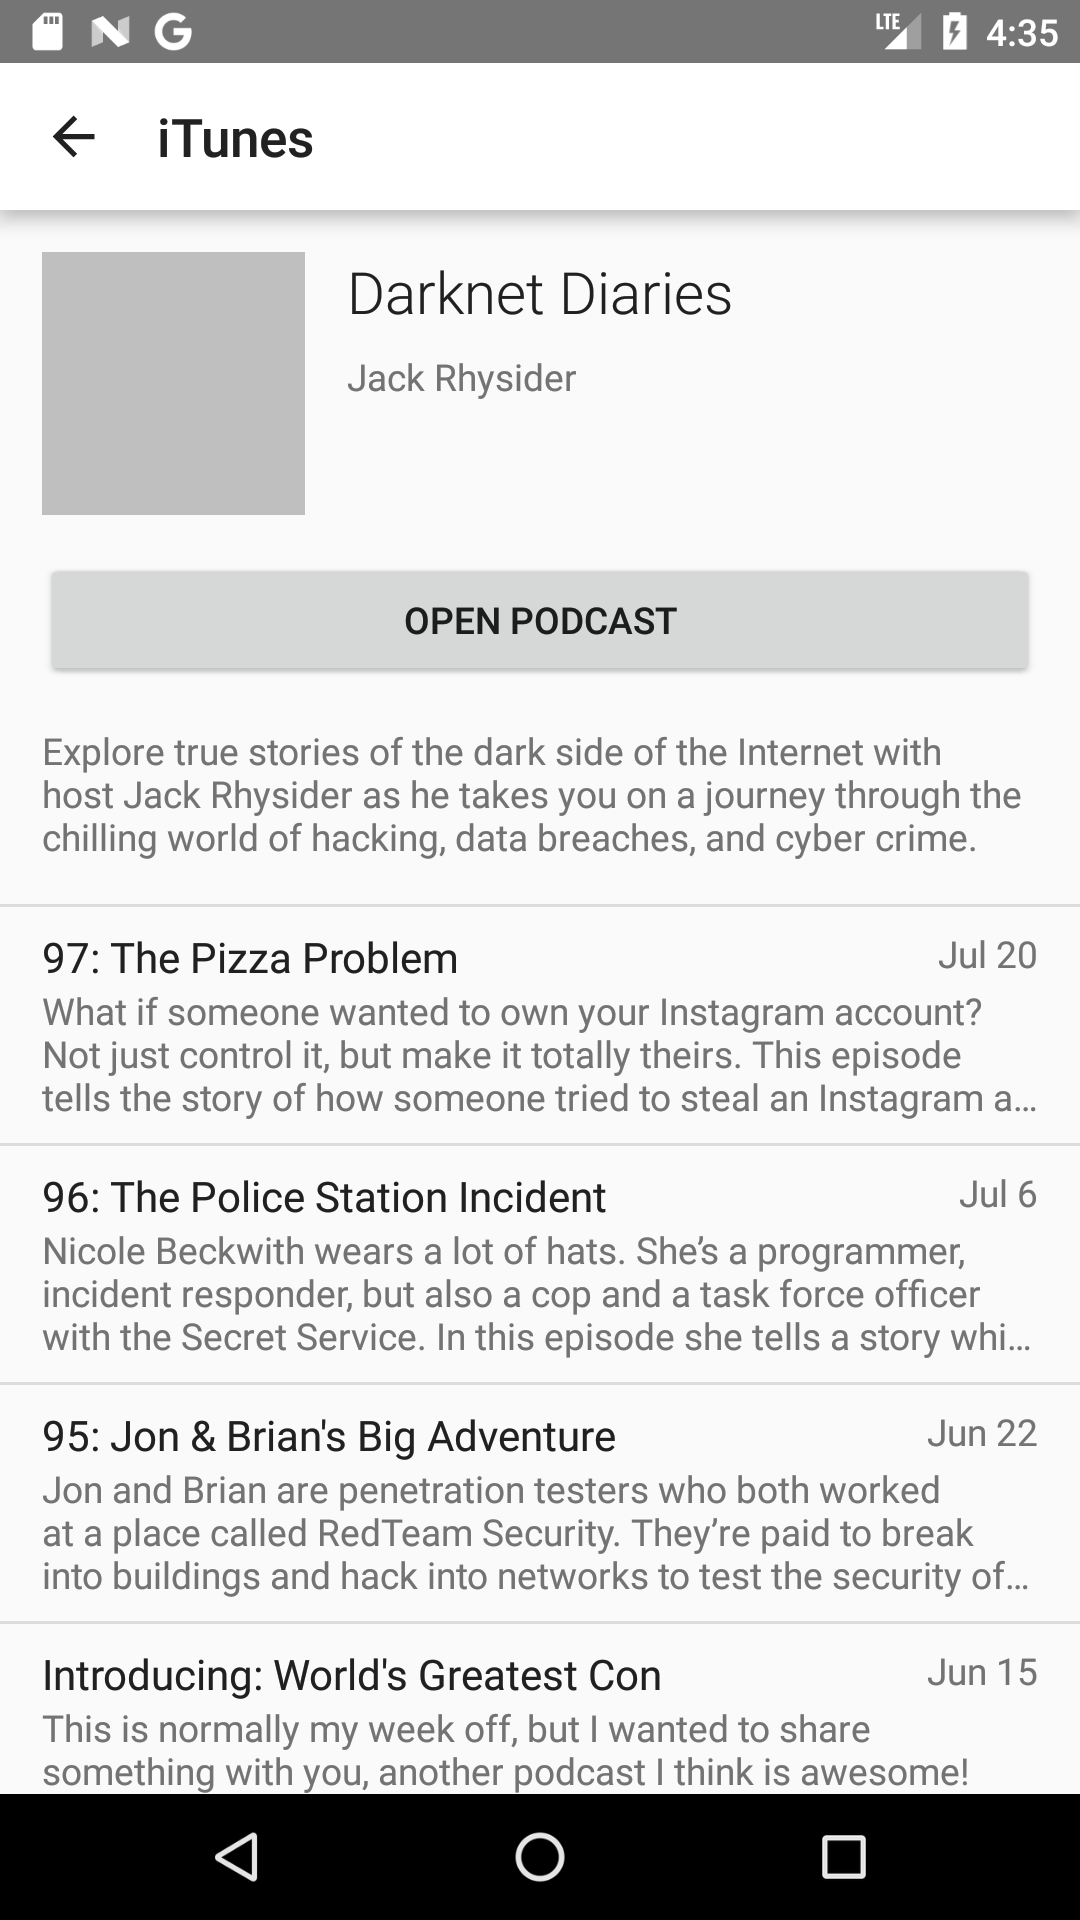 LTE 4:35
iTunes
Darknet Diaries
Jack Rhysider
OPEN PODCAST
Explore true stories of the dark side of the Internet with
host Jack Rhysider as he takes you on a journey through the
chilling world of hacking, data breaches, and cyber crime.
97: The Pizza Problem Jul 20
What if someone wanted to own your Instagram account?
Not just control it, but make it totally theirs. This episode
tells the story of how someone tried to steal an Instagram a…
96: The Police Station Incident Jul 6
Nicole Beckwith wears a lot of hats. She’s a programmer,
incident responder, but also a cop and a task force officer
with the Secret Service. In this episode she tells a story whi…
95: Jon & Brian's Big Adventure Jun 22
Jon and Brian are penetration testers who both worked
at a place called RedTeam Security. They’re paid to break
into buildings and hack into networks to test the security of…
Introducing: World's Greatest Con Jun 15
This is normally my week off, but I wanted to share
something with you, another podcast I think is awesome!